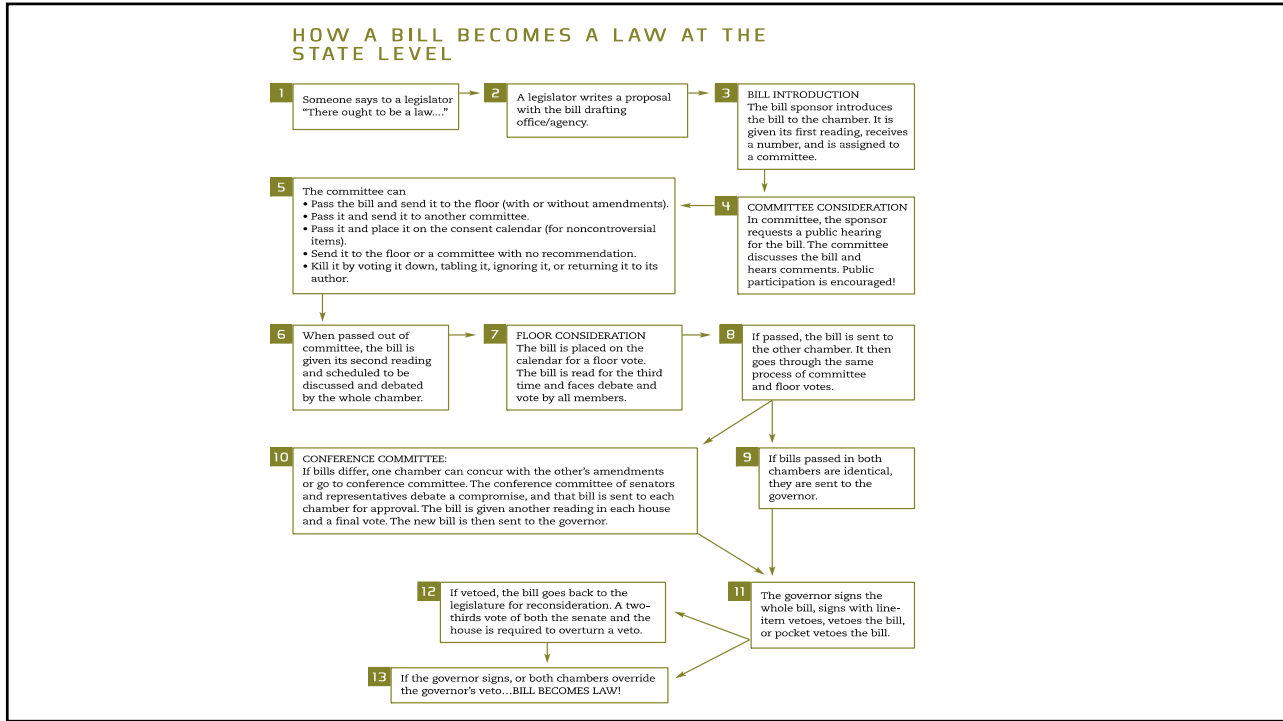 HOW A BILL BECOMES A LAW AT THE
STATE LEVEL
1
Someone says to a legislator
“There ought to be a law....”
2
A legislator writes a proposal
with the bill drafting
office/agency.
3
BILL INTRODUCTION
The bill sponsor introduces
the bill to the chamber. It is
given its first reading, receives
a number, and is assigned to
a committee.
4
COMMITTEE CONSIDERATION
In committee, the sponsor
requests a public hearing
for the bill. The committee
discusses the bill and
hears comments. Public
participation is encouraged!
5
The committee can
• Pass the bill and send it to the floor (with or without amendments).
• Pass it and send it to another committee.
• Pass it and place it on the consent calendar (for noncontroversial
items).
• Send it to the floor or a committee with no recommendation.
• Kill it by voting it down, tabling it, ignoring it, or returning it to its
author.
6
When passed out of
committee, the bill is
given its second reading
and scheduled to be
discussed and debated
by the whole chamber.
7
FLOOR CONSIDERATION
The bill is placed on the
calendar for a floor vote.
The bill is read for the third
time and faces debate and
vote by all members.
8
If passed, the bill is sent to
the other chamber. It then
goes through the same
process of committee
and floor votes.
9
If bills passed in both
chambers are identical,
they are sent to the
governor.
10
CONFERENCE COMMITTEE:
If bills differ, one chamber can concur with the other’s amendments
or go to conference committee. The conference committee of senators
and representatives debate a compromise, and that bill is sent to each
chamber for approval. The bill is given another reading in each house
and a final vote. The new bill is then sent to the governor.
11
The governor signs the
whole bill, signs with line-
item vetoes, vetoes the bill,
or pocket vetoes the bill.
12
If vetoed, the bill goes back to the
legislature for reconsideration. A two-
thirds vote of both the senate and the
house is required to overturn a veto.
13
If the governor signs, or both chambers override
the governor’s veto...BILL BECOMES LAW!